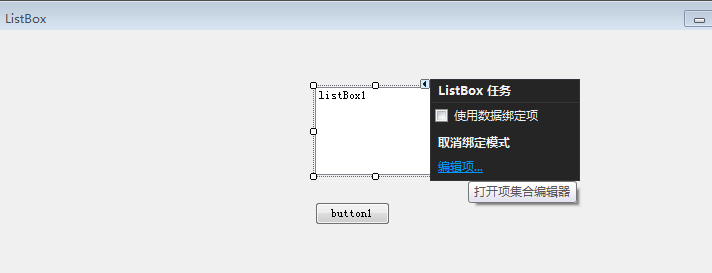 ListBox
listBox1
ListBox 任务
使用数据绑定项
取消绑定模式
编辑项...
打开项集合编辑器
button1